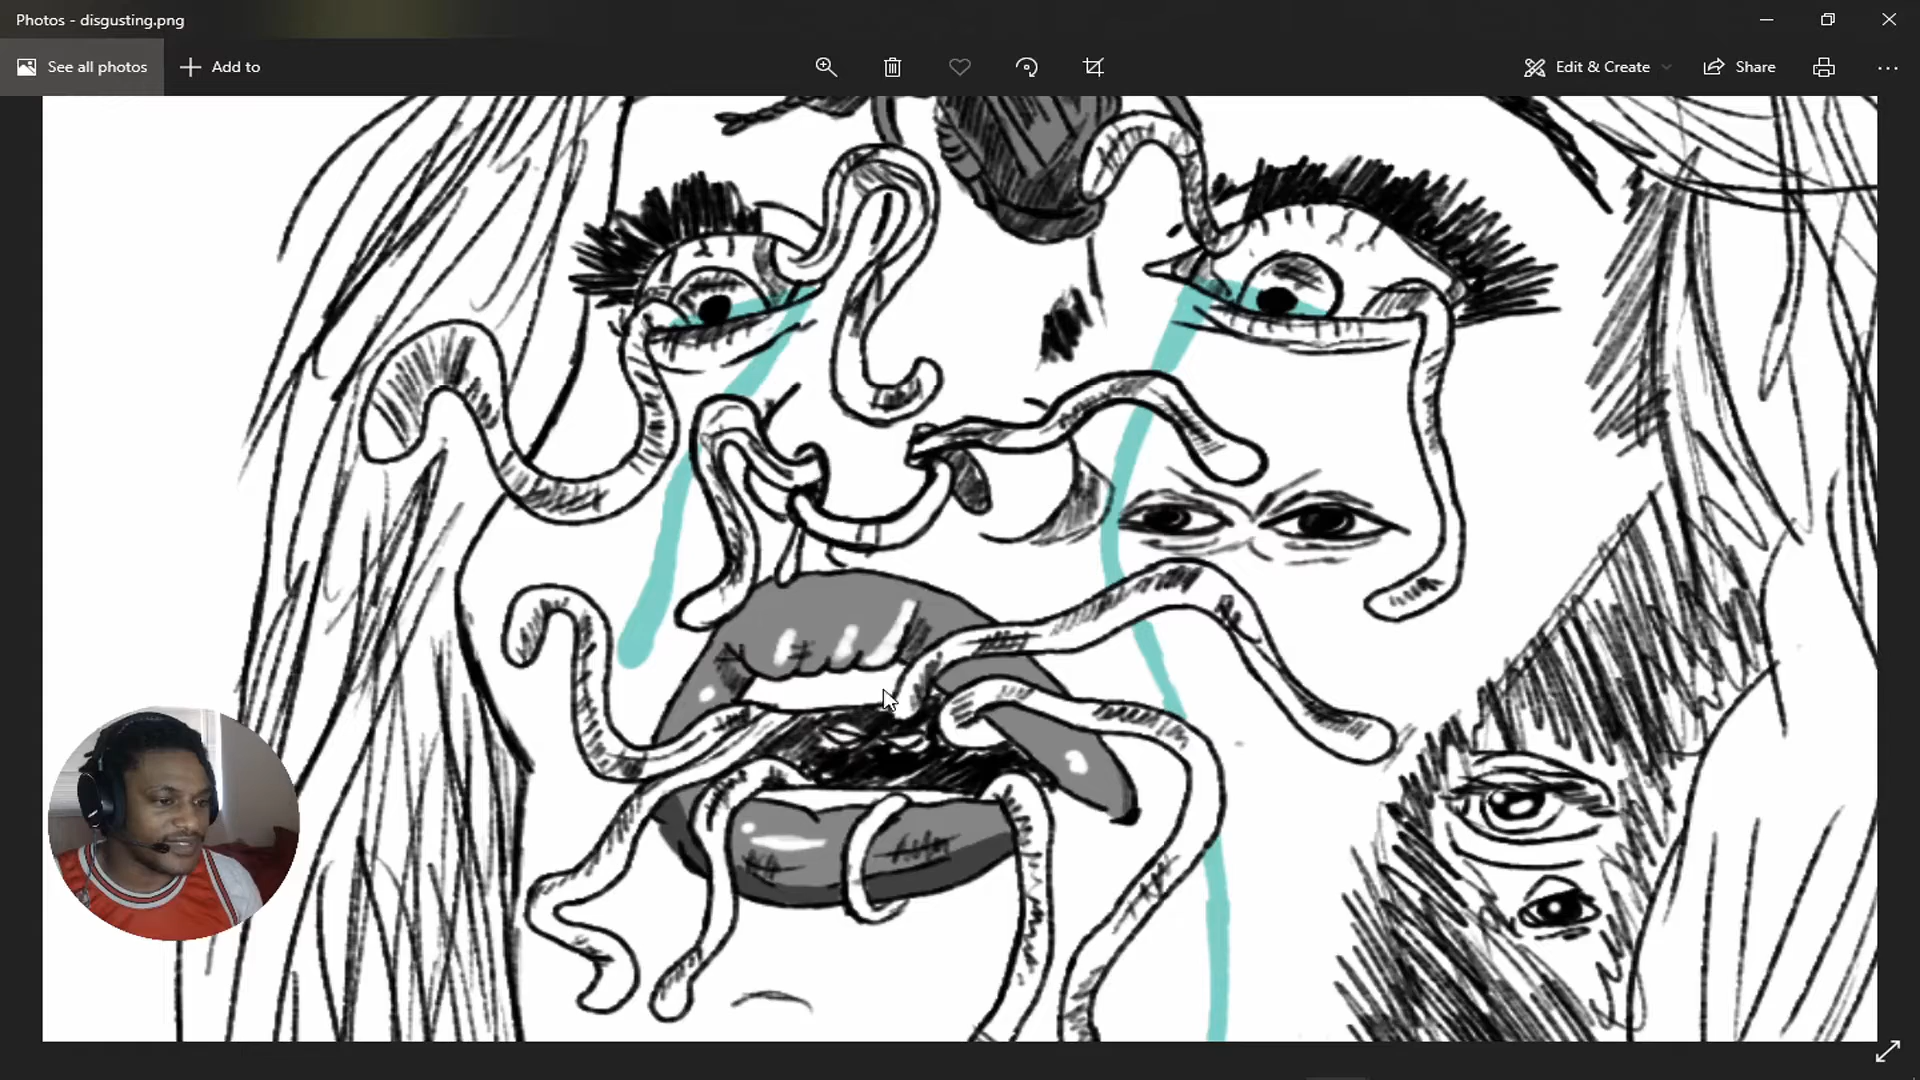 Photos - disgusting.png
See all photos
Add to
Edit & Create
Share